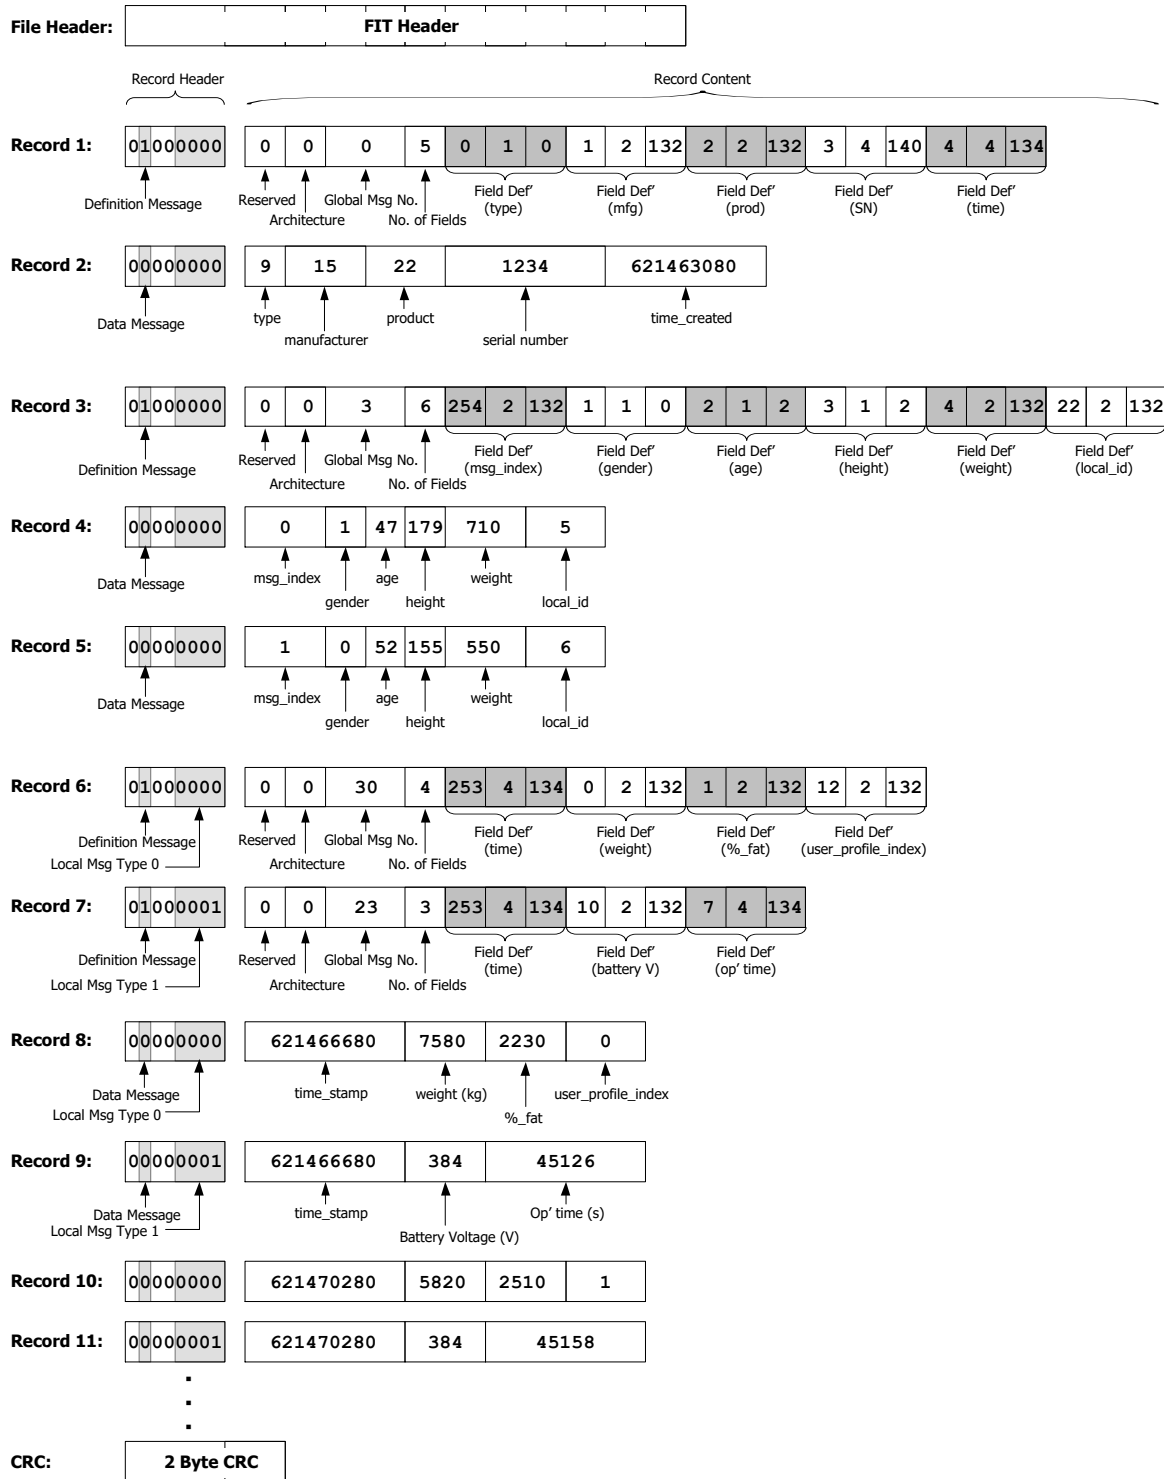 File Header: FIT Header
Record Header Record Content
Record 1: 01000000 0 0 0 5 0 1 0 1 2 132 2 2 132 3 4 140 4 4 134
Definition Message Reserved Architecture Global Msg No. No. of Fields Field Def’ (type) Field Def’ (mfg) Field Def’ (prod) Field Def’ (SN) Field Def’ (time)
Record 2: 00000000 9 15 22 1234 621463080
Data Message type manufacturer product serial number time_created
Record 3: 01000000 0 0 3 6 254 2 132 1 1 0 2 1 2 3 1 2 4 2 132 22 2 132
Definition Message Reserved Architecture Global Msg No. No. of Fields Field Def’ (msg_index) Field Def’ (gender) Field Def’ (age) Field Def’ (height) Field Def’ (weight) Field Def’ (local_id)
Record 4: 00000000 0 1 47 179 710 5
Data Message msg_index gender age height weight local_id
Record 5: 00000000 1 0 52 155 550 6
Data Message msg_index gender age height weight local_id
Record 6: 01000000 0 0 30 4 253 4 134 0 2 132 1 2 132 12 2 132
Definition Message Local Msg Type 0 Reserved Architecture Global Msg No. No. of Fields Field Def’ (time) Field Def’ (weight) Field Def’ (%_fat) Field Def’ (user_profile_index)
Record 7: 01000001 0 0 23 3 253 4 134 10 2 132 7 4 134
Definition Message Local Msg Type 1 Reserved Architecture Global Msg No. No. of Fields Field Def’ (time) Field Def’ (battery V) Field Def’ (op’ time)
Record 8: 00000000 621466680 7580 2230 0
Data Message Local Msg Type 0 time_stamp weight (kg) %_fat user_profile_index
Record 9: 00000001 621466680 384 45126
Data Message Local Msg Type 1 time_stamp Battery Voltage (V) Op’ time (s)
Record 10: 00000000 621470280 5820 2510 1
Record 11: 00000001 621470280 384 45158
CRC: 2 Byte CRC